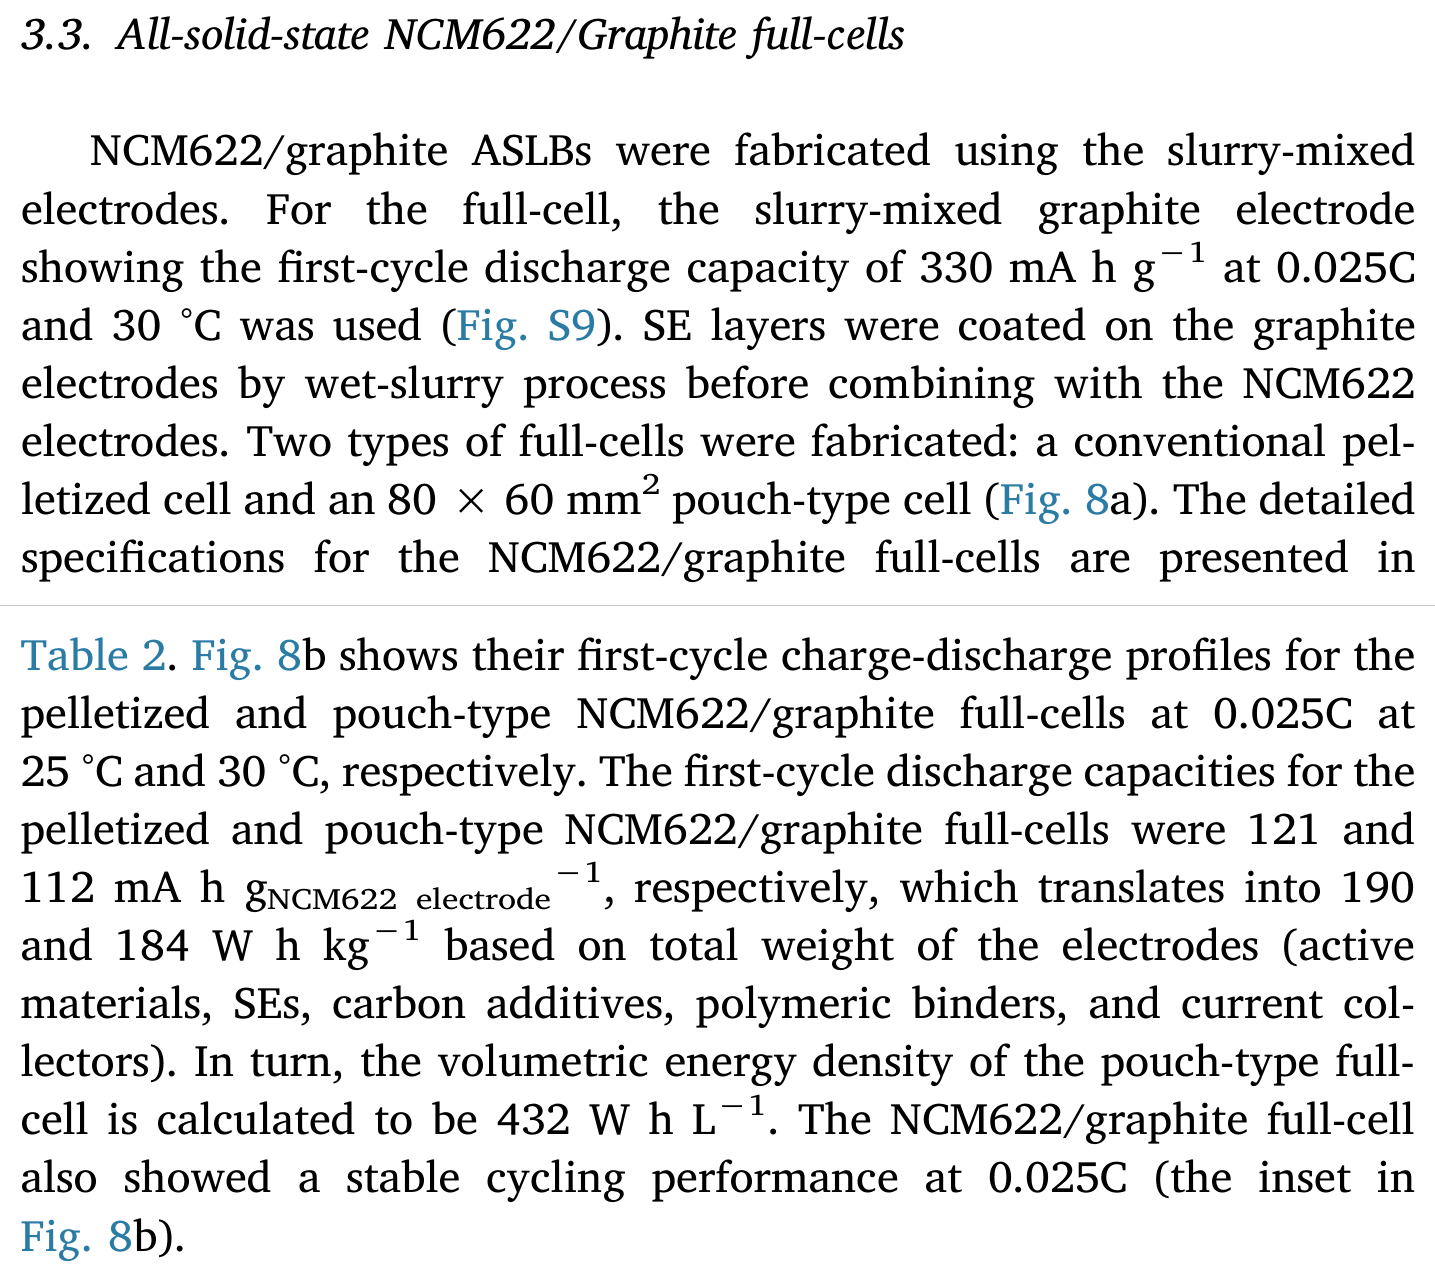 3.3. All-solid-state NCM622/Graphite full-cells
NCM622/graphite ASLBs were fabricated using the slurry-mixed
electrodes. For the full-cell, the slurry-mixed graphite electrode
showing the first-cycle discharge capacity of 330 mA h g⁻¹ at 0.025C
and 30 °C was used (Fig. S9). SE layers were coated on the graphite
electrodes by wet-slurry process before combining with the NCM622
electrodes. Two types of full-cells were fabricated: a conventional pel-
letized cell and an 80 × 60 mm² pouch-type cell (Fig. 8a). The detailed
specifications for the NCM622/graphite full-cells are presented in
Table 2. Fig. 8b shows their first-cycle charge-discharge profiles for the
pelletized and pouch-type NCM622/graphite full-cells at 0.025C at
25 °C and 30 °C, respectively. The first-cycle discharge capacities for the
pelletized and pouch-type NCM622/graphite full-cells were 121 and
112 mA h gNCM622 electrode⁻¹, respectively, which translates into 190
and 184 W h kg⁻¹ based on total weight of the electrodes (active
materials, SEs, carbon additives, polymeric binders, and current col-
lectors). In turn, the volumetric energy density of the pouch-type full-
cell is calculated to be 432 W h L⁻¹. The NCM622/graphite full-cell
also showed a stable cycling performance at 0.025C (the inset in
Fig. 8b).